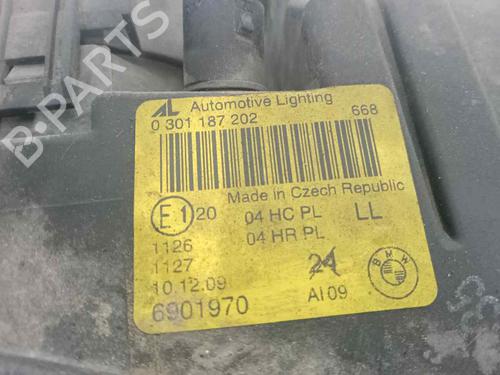 B-PARTS
AL Automotive Lighting
0 301 187 202 668
Made in Czech Republic
E1 20 04 HC PL LL
1126 04 HR PL
1127
10.12.09 24 BMW
6901970 AI 09